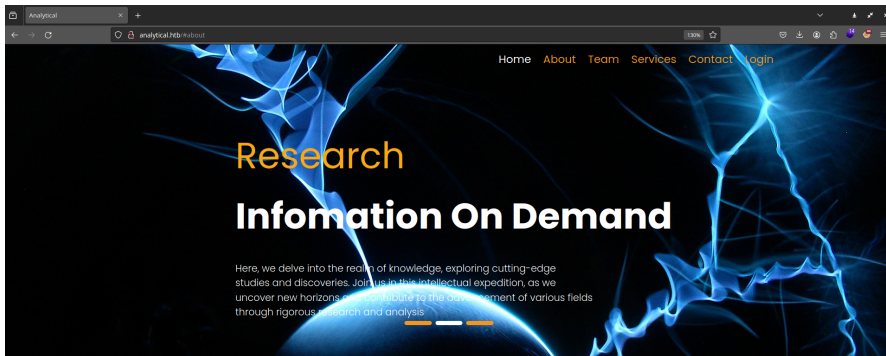 Analytical
analytical.htb/#about
130%
14
Home About Team Services Contact Login
Research
Infomation On Demand
Here, we delve into the realm of knowledge, exploring cutting-edge
studies and discoveries. Join us in this intellectual expedition, as we
uncover new horizons and contribute to the advancement of various fields
through rigorous research and analysis